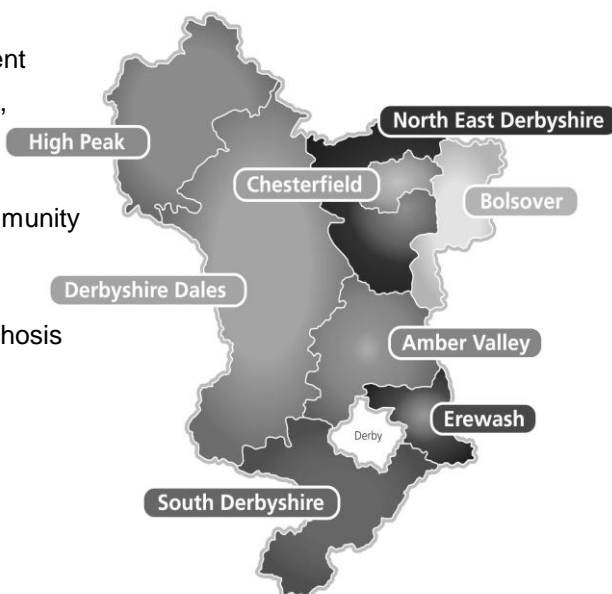 ent
,
munity
hosis
North East Derbyshire
High Peak
Chesterfield
Bolsover
Derbyshire Dales
Amber Valley
Erewash
Derby
South Derbyshire